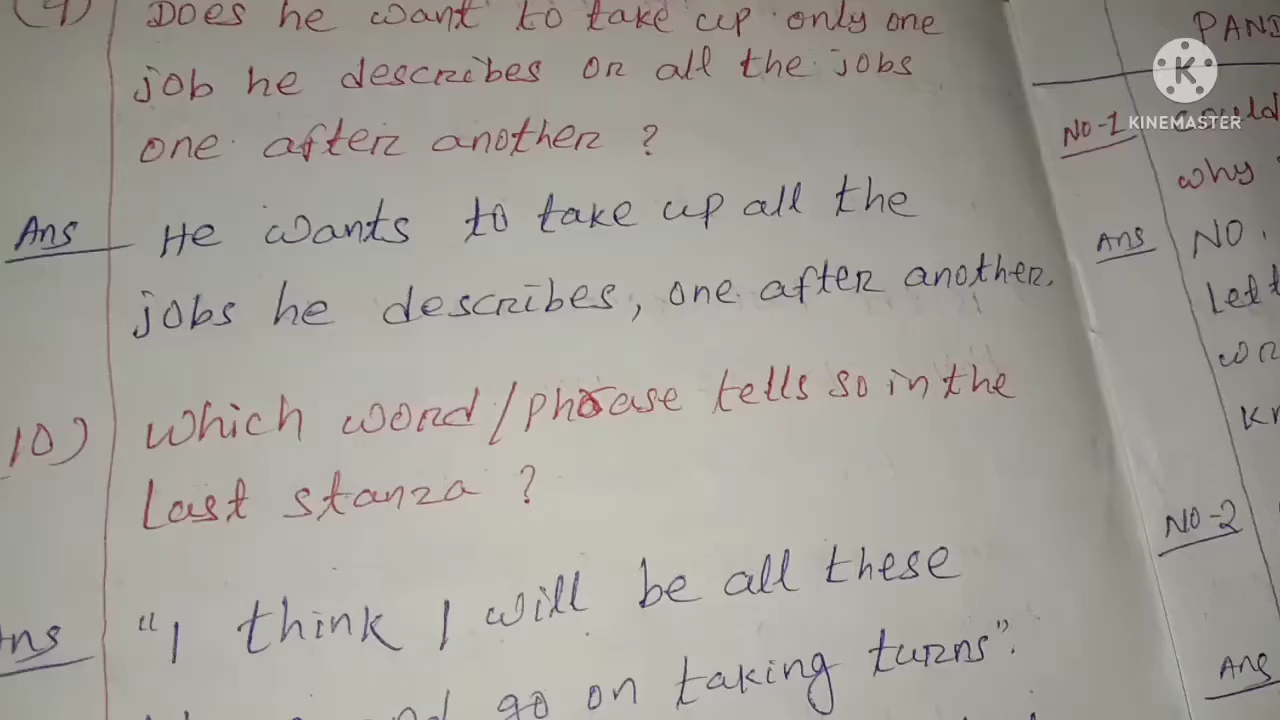 Does he want to take up only one
job he describes or all the jobs
one after another ?
Ans He wants to take up all the
jobs he describes, one after another.
10) Which word/phrase tells so in the
Last stanza ?
Ans "I think I will be all these
go on taking turns".
PAND
KINEMASTER
NO-1 could
why
Ans NO.
Let t
NO-2
Ans